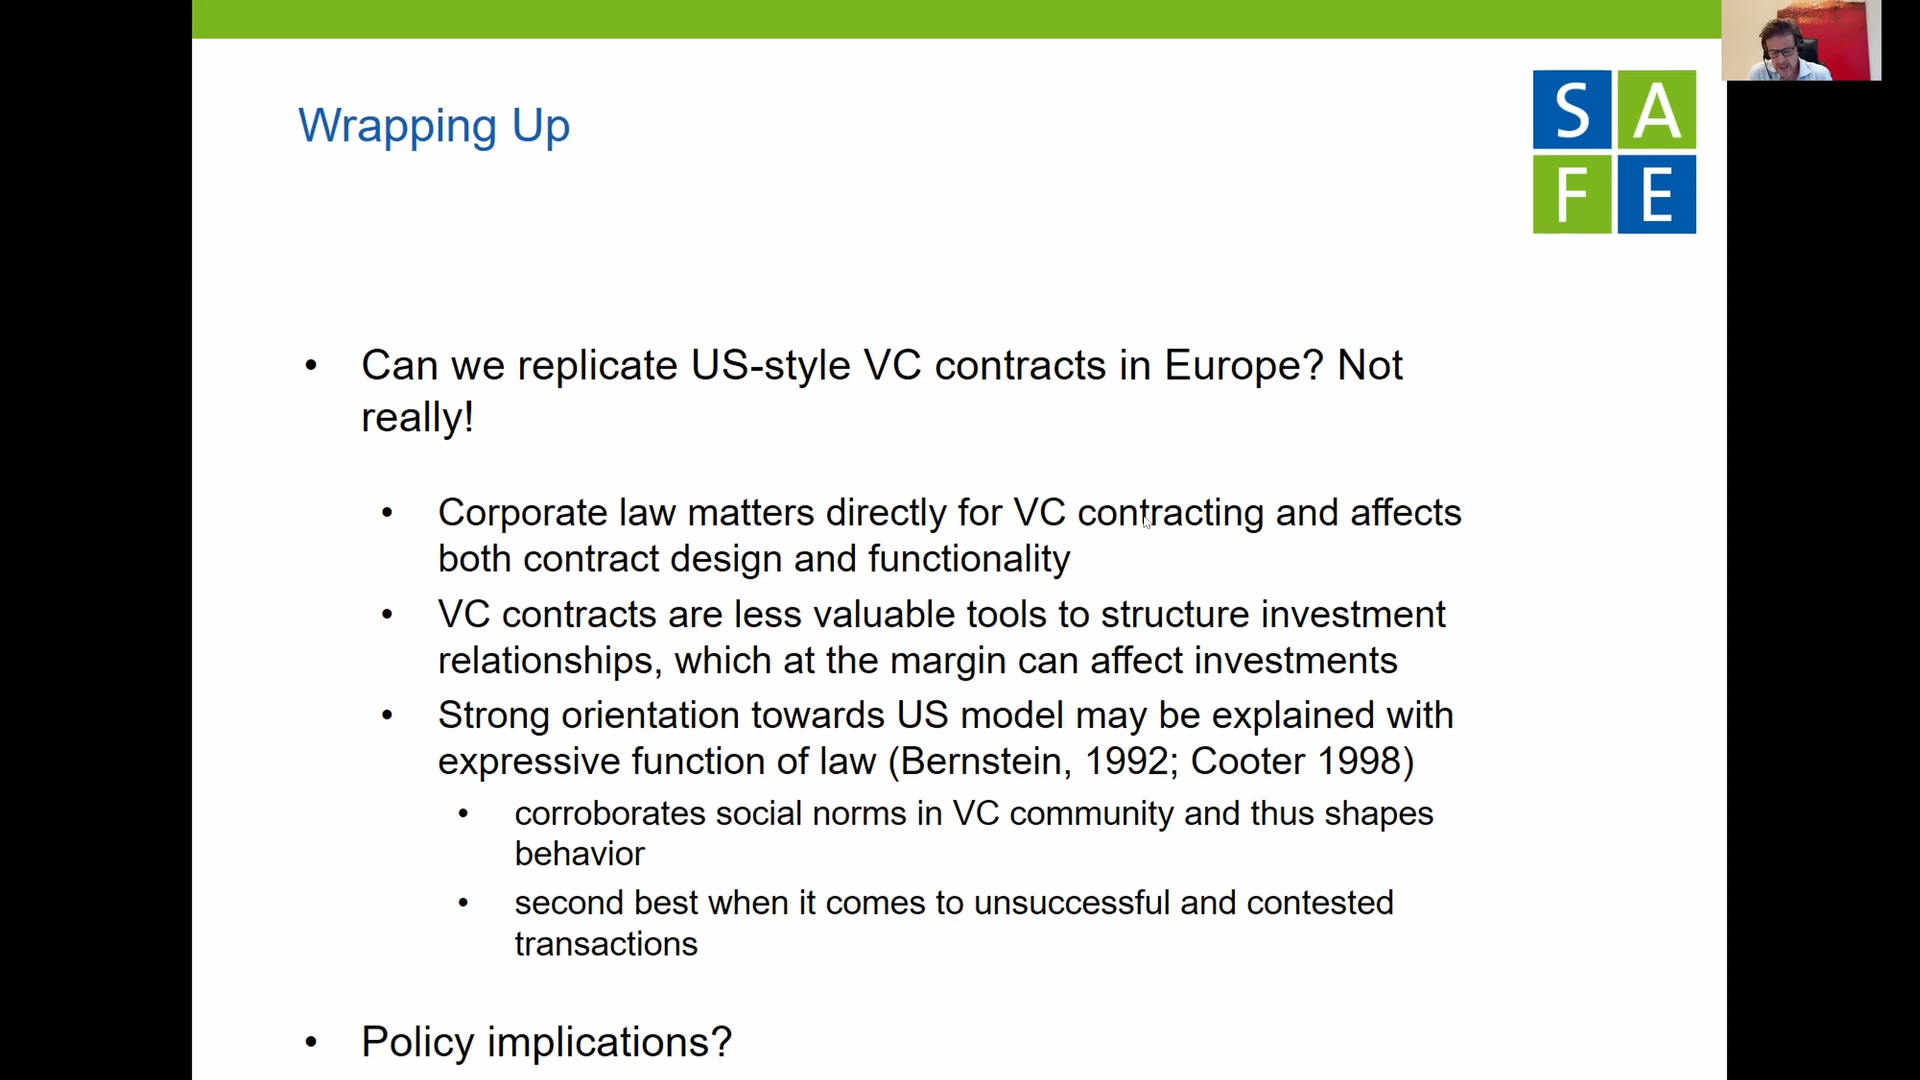 Wrapping Up
S A
F E
• Can we replicate US-style VC contracts in Europe? Not
really!
• Corporate law matters directly for VC contracting and affects
both contract design and functionality
• VC contracts are less valuable tools to structure investment
relationships, which at the margin can affect investments
• Strong orientation towards US model may be explained with
expressive function of law (Bernstein, 1992; Cooter 1998)
• corroborates social norms in VC community and thus shapes
behavior
• second best when it comes to unsuccessful and contested
transactions
• Policy implications?